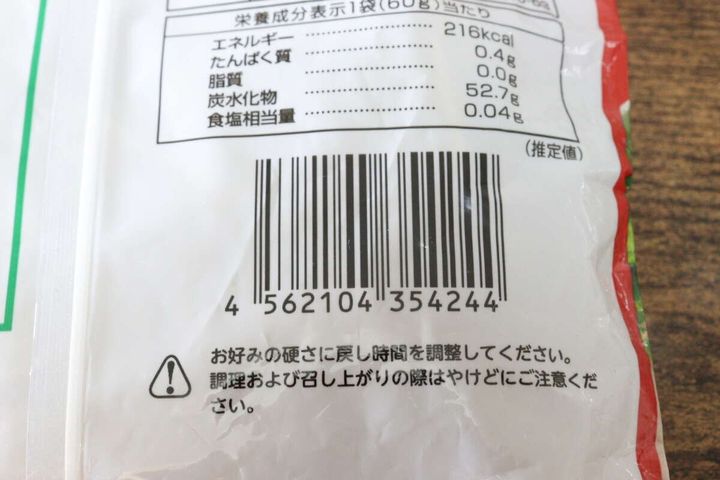 栄養成分表示1袋(60g)当たり
エネルギー 216kcal
たんぱく質 0.4g
脂質 0.0g
炭水化物 52.7g
食塩相当量 0.04g
(推定値)
4 562104 354244
お好みの硬さに戻し時間を調整してください。
調理および召し上がりの際はやけどにご注意くだ
さい。